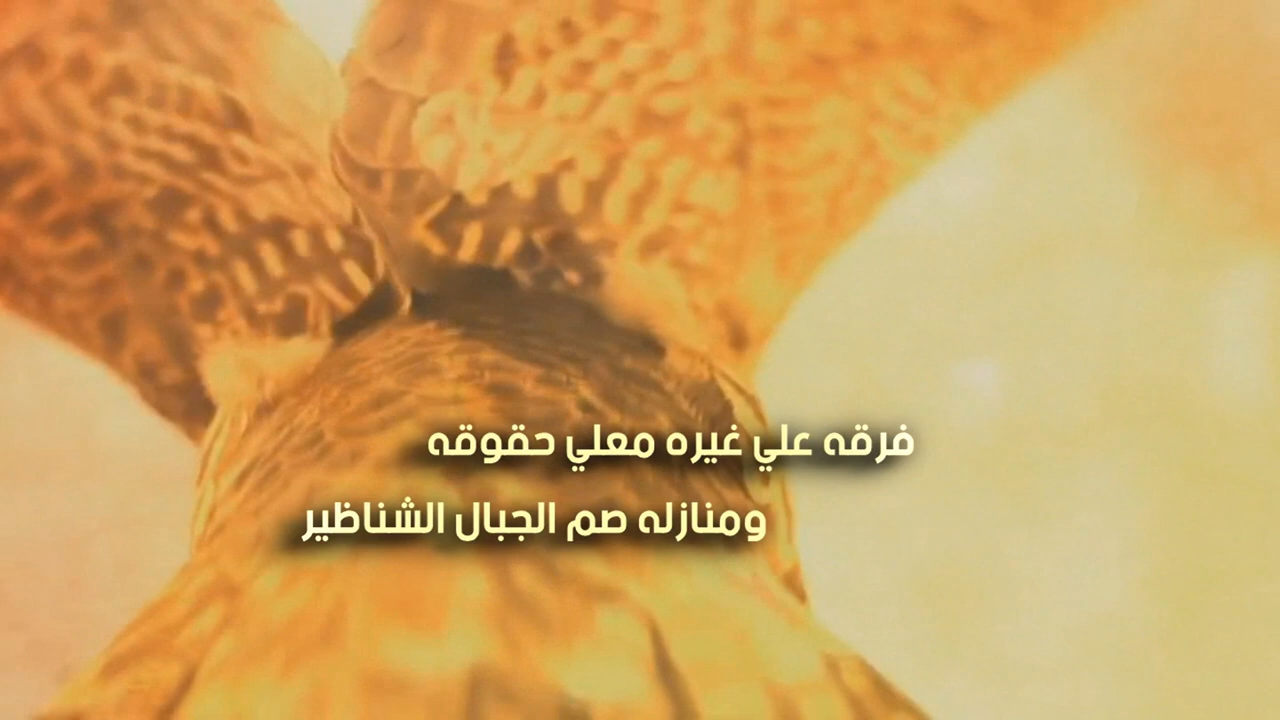 فرقه علي غيره معلي حقوقه
ومنازله صم الجبال الشناظير